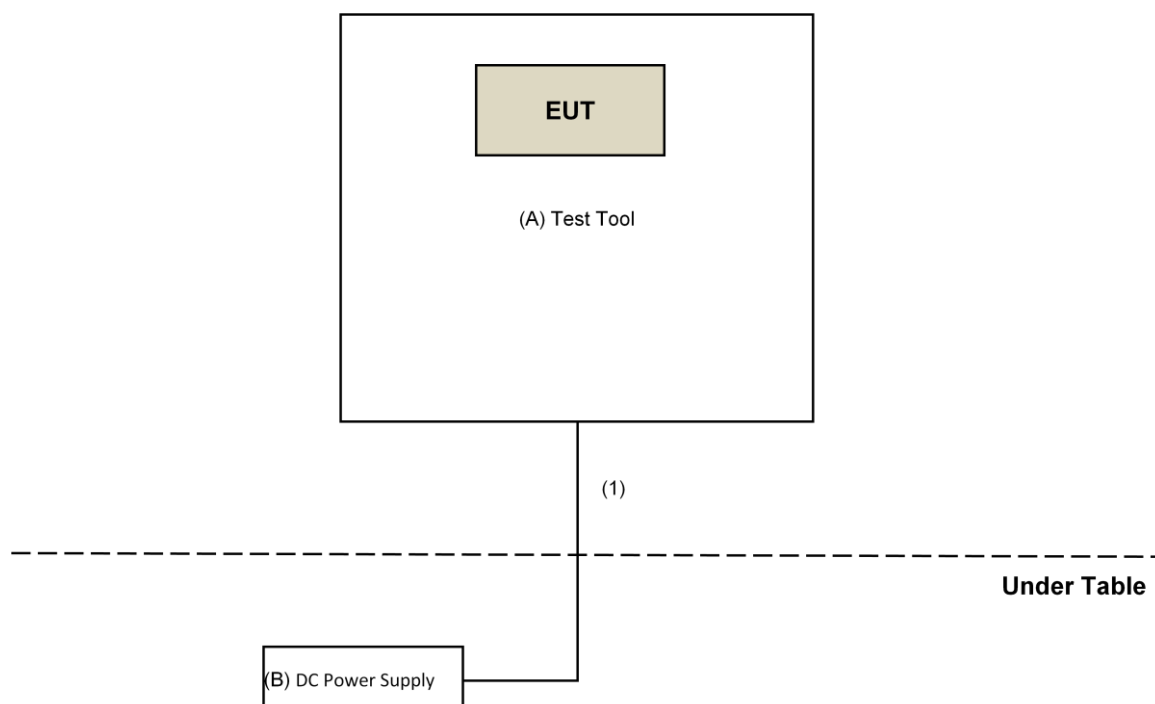 EUT
(A) Test Tool
(1)
Under Table
(B) DC Power Supply